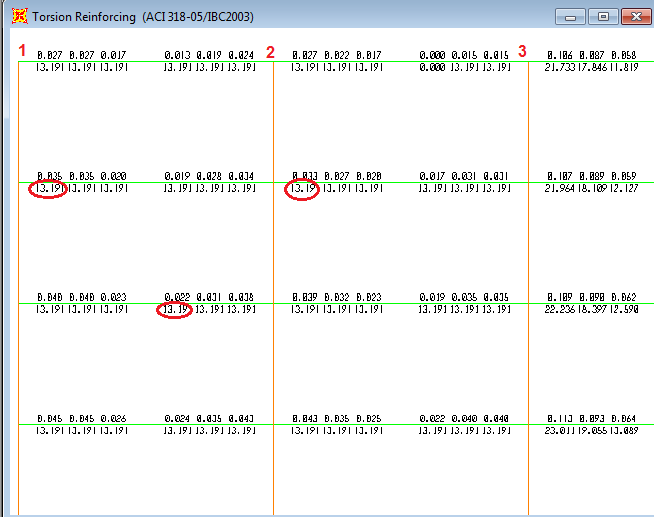 Torsion Reinforcing (ACI 318-05/IBC2003)
1 2 3
0.027 0.027 0.017 0.013 0.019 0.024 0.027 0.022 0.017 0.000 0.015 0.015 0.106 0.087 0.058
13.191 13.191 13.191 13.191 13.191 13.191 13.191 13.191 13.191 0.000 13.191 13.191 21.733 17.846 11.819
0.035 0.035 0.020 0.019 0.028 0.034 0.033 0.027 0.020 0.017 0.031 0.031 0.107 0.089 0.059
13.191 13.191 13.191 13.191 13.191 13.191 13.191 13.191 13.191 13.191 13.191 13.191 21.964 18.109 12.127
0.040 0.040 0.023 0.022 0.031 0.038 0.039 0.032 0.023 0.019 0.035 0.035 0.109 0.090 0.062
13.191 13.191 13.191 13.191 13.191 13.191 13.191 13.191 13.191 13.191 13.191 13.191 22.236 18.397 12.590
0.045 0.045 0.026 0.024 0.035 0.043 0.043 0.035 0.025 0.022 0.040 0.040 0.113 0.093 0.064
13.191 13.191 13.191 13.191 13.191 13.191 13.191 13.191 13.191 13.191 13.191 13.191 23.011 19.055 13.089